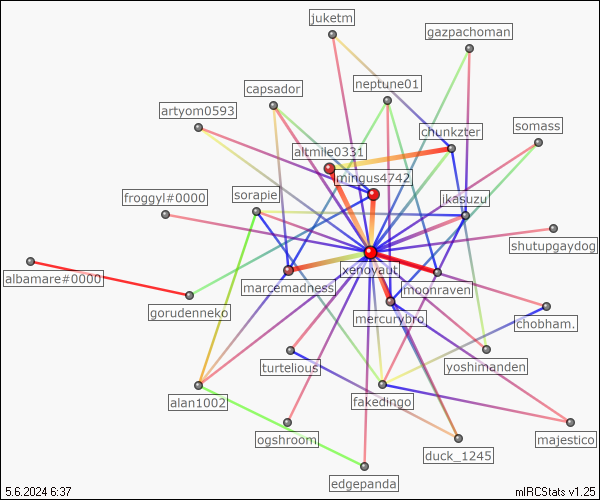 juketm
gazpachoman
neptune01
capsador
artyom0593
somass
chunkzter
altmile0331
mingus4742
froggyl#0000
sorapie
ikasuzu
shutupgaydog
albamare#0000
xenoyaut
marcemadness
moonraven
gorudenneko
mercurybro
chobham.
turtelious
yoshimanden
alan1002
fakedingo
ogshroom
majestico
duck_1245
edgepanda
5.6.2024 6:37
mIRCStats v1.25